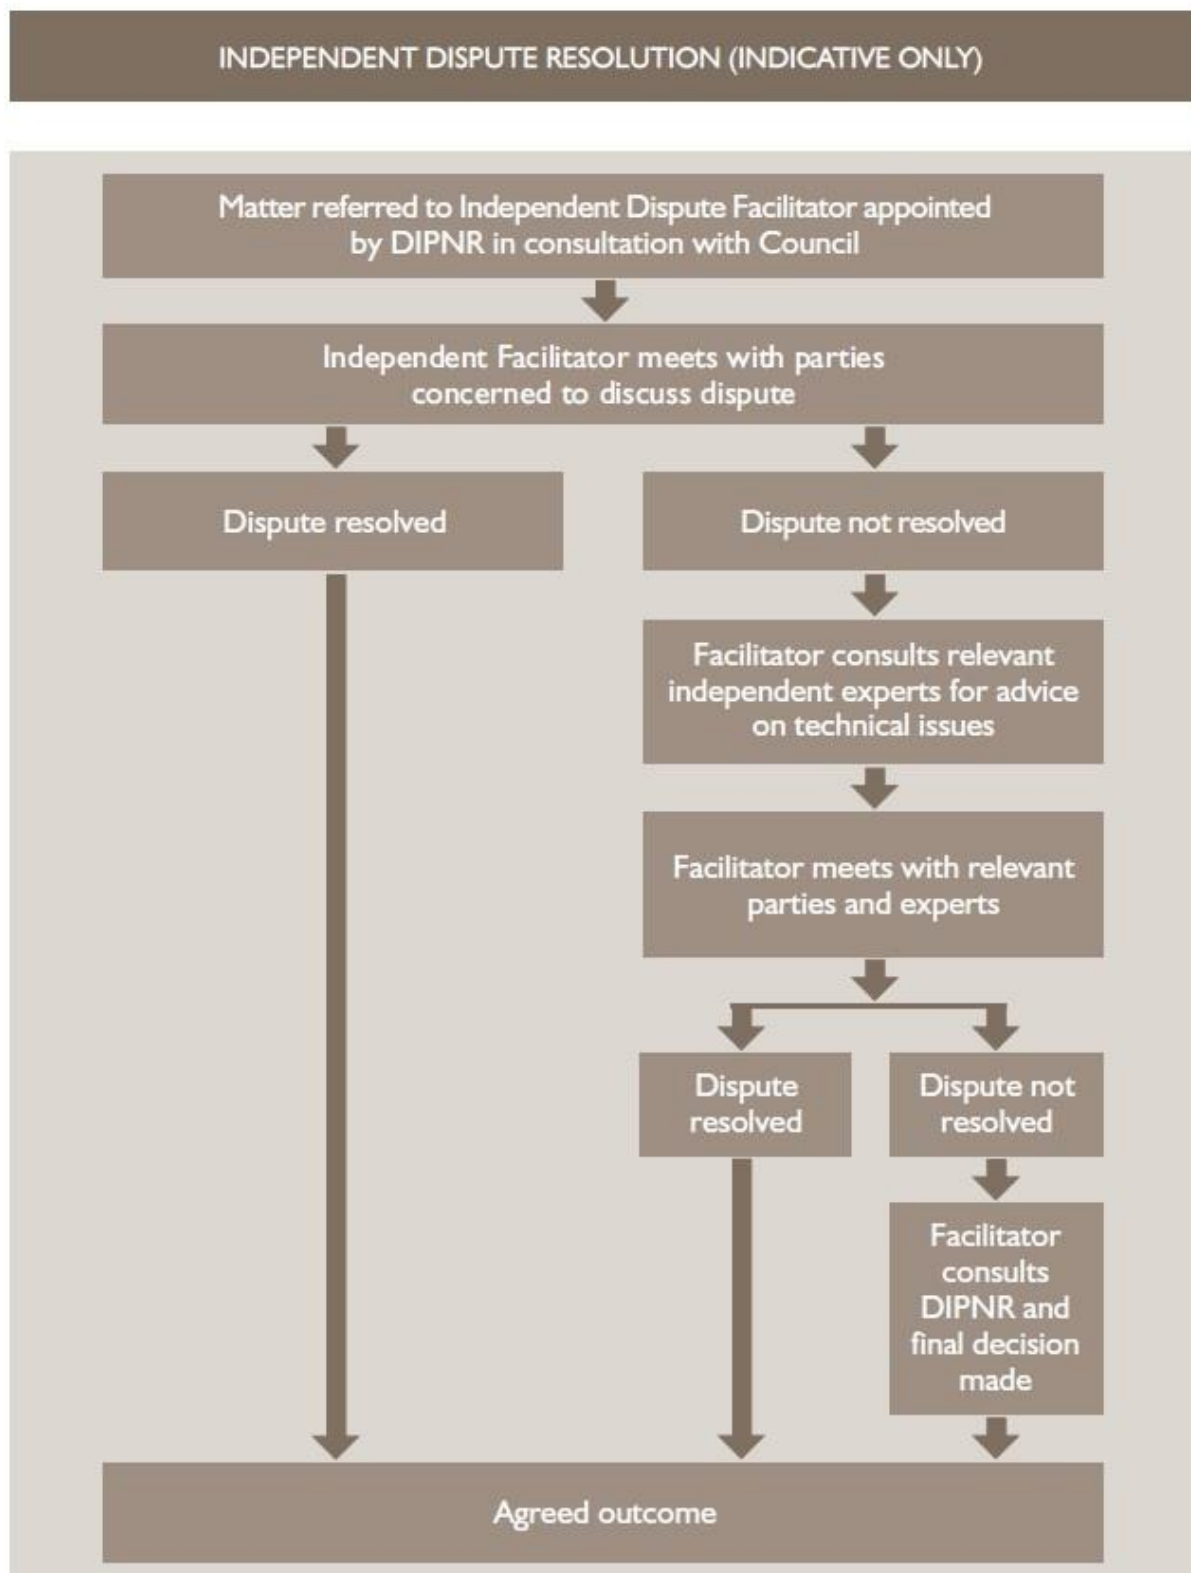 INDEPENDENT DISPUTE RESOLUTION (INDICATIVE ONLY)
Matter referred to Independent Dispute Facilitator appointed
by DIPNR in consultation with Council
Independent Facilitator meets with parties
concerned to discuss dispute
Dispute resolved
Dispute not resolved
Facilitator consults relevant
independent experts for advice
on technical issues
Facilitator meets with relevant
parties and experts
Dispute
resolved
Dispute not
resolved
Facilitator
consults
DIPNR and
final decision
made
Agreed outcome